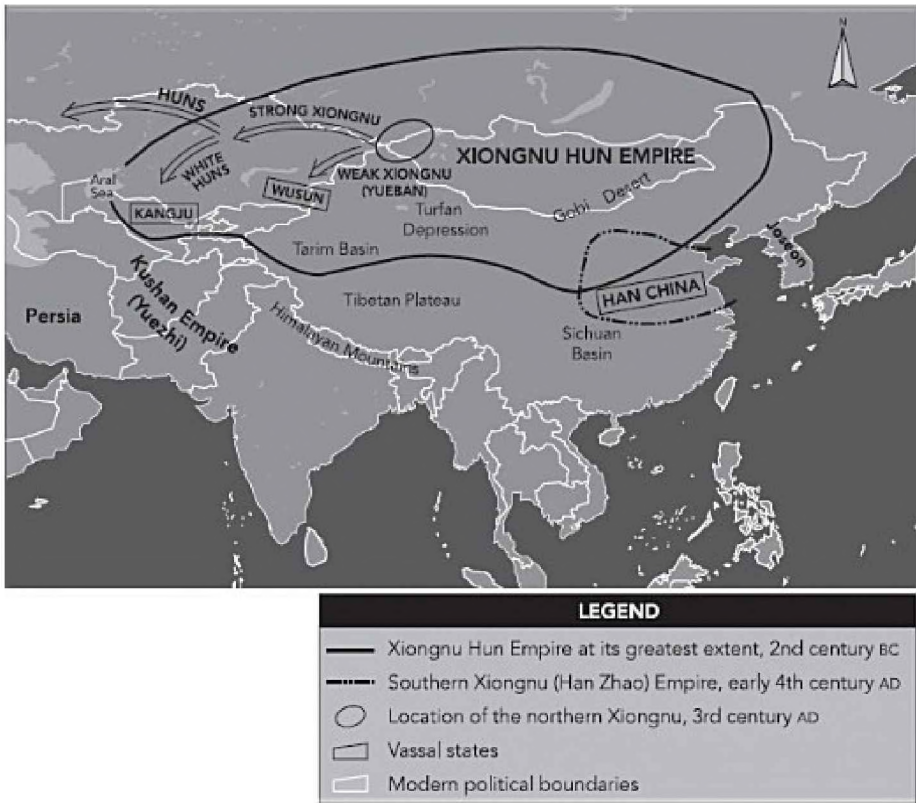 N
HUNS
STRONG XIONGNU
WHITE
HUNS
WEAK XIONGNU
(YUEBAN)
XIONGNU HUN EMPIRE
Aral
Sea
WUSUN
KANGJU
Turfan
Depression
Gobi Desert
Tarim Basin
Joseon
Kushan Empire
(Yuezhi)
Persia
Tibetan Plateau
HAN CHINA
Himalayan Mountains
Sichuan
Basin
LEGEND
Xiongnu Hun Empire at its greatest extent, 2nd century BC
Southern Xiongnu (Han Zhao) Empire, early 4th century AD
Location of the northern Xiongnu, 3rd century AD
Vassal states
Modern political boundaries